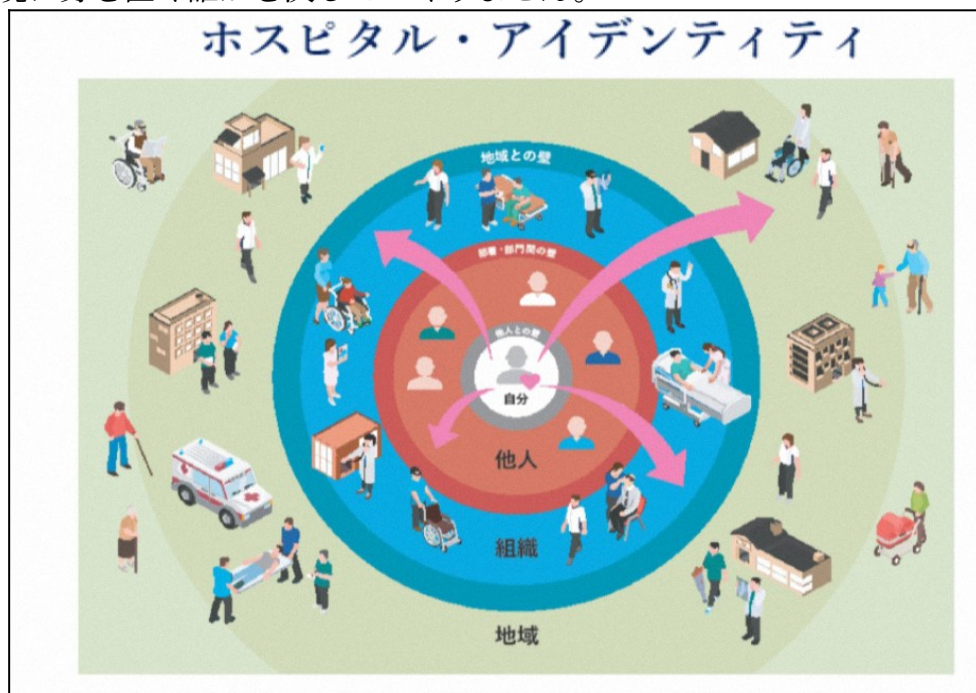 ホスピタル・アイデンティティ
地域との壁
部署・部門間の壁
他人との壁
自分
他人
組織
地域